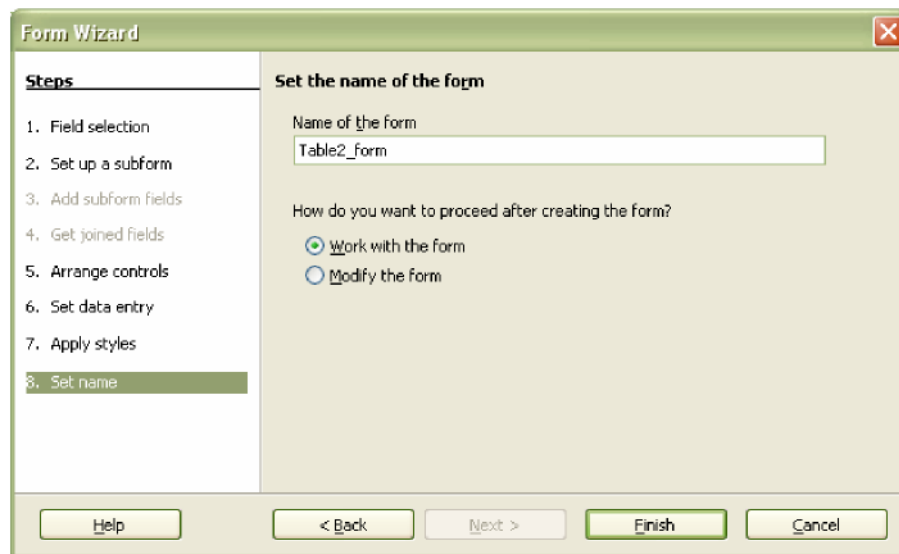 Form Wizard
Steps
1. Field selection
2. Set up a subform
3. Add subform fields
4. Get joined fields
5. Arrange controls
6. Set data entry
7. Apply styles
8. Set name
Set the name of the form
Name of the form
Table2_form
How do you want to proceed after creating the form?
Work with the form
Modify the form
Help
< Back
Next >
Finish
Cancel